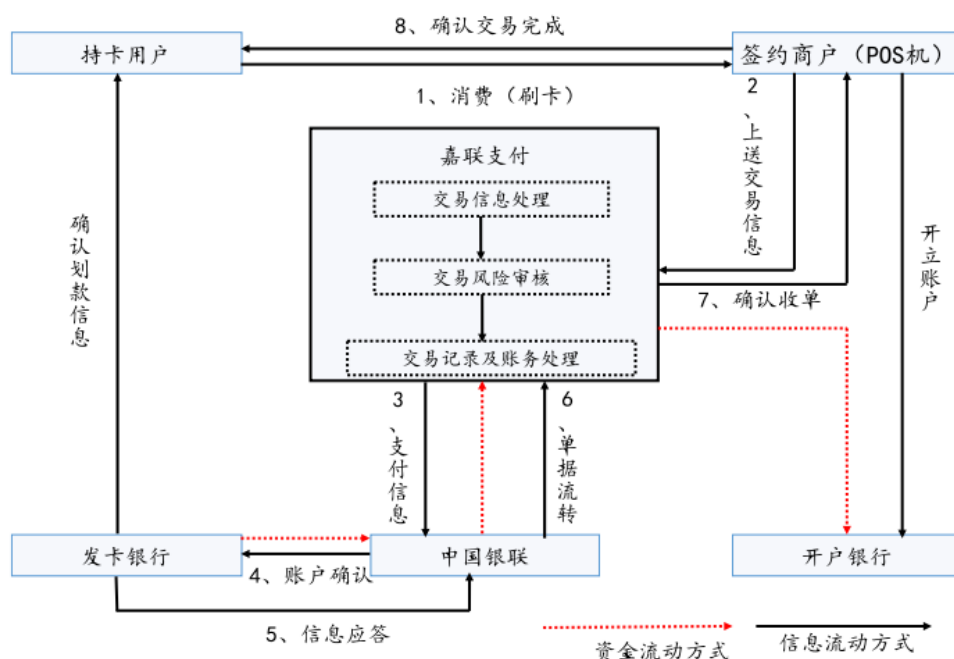 8、确认交易完成
持卡用户
签约商户（POS机）
1、消费（刷卡）
2、上送交易信息
嘉联支付
交易信息处理
交易风险审核
交易记录及账务处理
确认划款信息
开立账户
7、确认收单
3、支付信息
6、单据流转
发卡银行
中国银联
开户银行
4、账户确认
5、信息应答
资金流动方式
信息流动方式